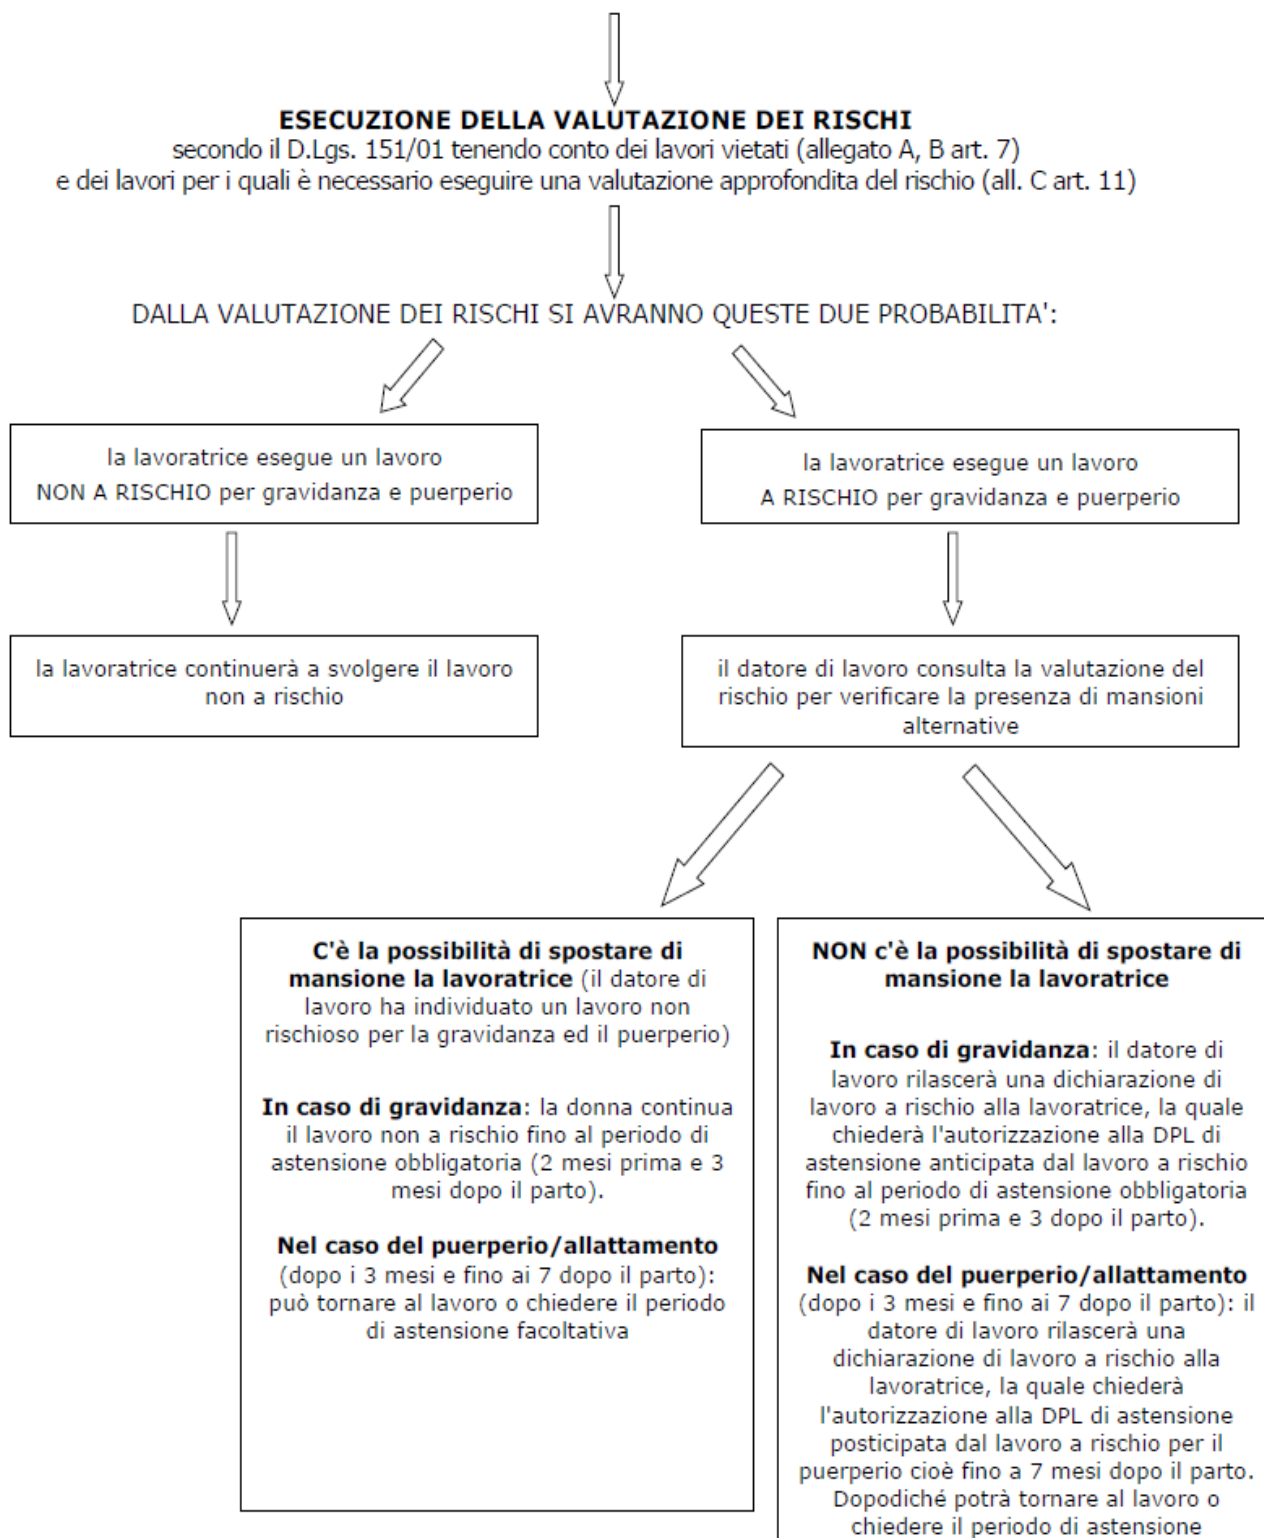 ESECUZIONE DELLA VALUTAZIONE DEI RISCHI
secondo il D.Lgs. 151/01 tenendo conto dei lavori vietati (allegato A, B art. 7)
e dei lavori per i quali è necessario eseguire una valutazione approfondita del rischio (all. C art. 11)
DALLA VALUTAZIONE DEI RISCHI SI AVRANNO QUESTE DUE PROBABILITA':
la lavoratrice esegue un lavoro
NON A RISCHIO per gravidanza e puerperio
la lavoratrice esegue un lavoro
A RISCHIO per gravidanza e puerperio
la lavoratrice continuerà a svolgere il lavoro
non a rischio
il datore di lavoro consulta la valutazione del
rischio per verificare la presenza di mansioni
alternative
C'è la possibilità di spostare di
mansione la lavoratrice (il datore di
lavoro ha individuato un lavoro non
rischioso per la gravidanza ed il puerperio)
In caso di gravidanza: la donna continua
il lavoro non a rischio fino al periodo di
astensione obbligatoria (2 mesi prima e 3
mesi dopo il parto).
Nel caso del puerperio/allattamento
(dopo i 3 mesi e fino ai 7 dopo il parto):
può tornare al lavoro o chiedere il periodo
di astensione facoltativa
NON c'è la possibilità di spostare di
mansione la lavoratrice
In caso di gravidanza: il datore di
lavoro rilascerà una dichiarazione di
lavoro a rischio alla lavoratrice, la quale
chiederà l'autorizzazione alla DPL di
astensione anticipata dal lavoro a rischio
fino al periodo di astensione obbligatoria
(2 mesi prima e 3 dopo il parto).
Nel caso del puerperio/allattamento
(dopo i 3 mesi e fino ai 7 dopo il parto): il
datore di lavoro rilascerà una
dichiarazione di lavoro a rischio alla
lavoratrice, la quale chiederà
l'autorizzazione alla DPL di astensione
posticipata dal lavoro a rischio per il
puerperio cioè fino a 7 mesi dopo il parto.
Dopodiché potrà tornare al lavoro o
chiedere il periodo di astensione